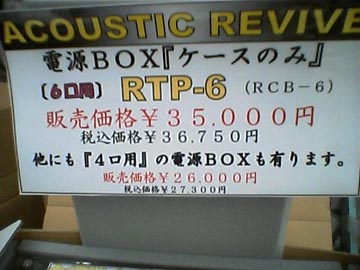 ACOUSTIC REVIVE
電源BOX『ケースのみ』
〔6口用〕 RTP-6 (RCB-6)
販売価格¥35.000円
税込価格¥36.750円
他にも『4口用』の電源BOXも有ります。
販売価格¥26.000円
税込価格¥27.300円